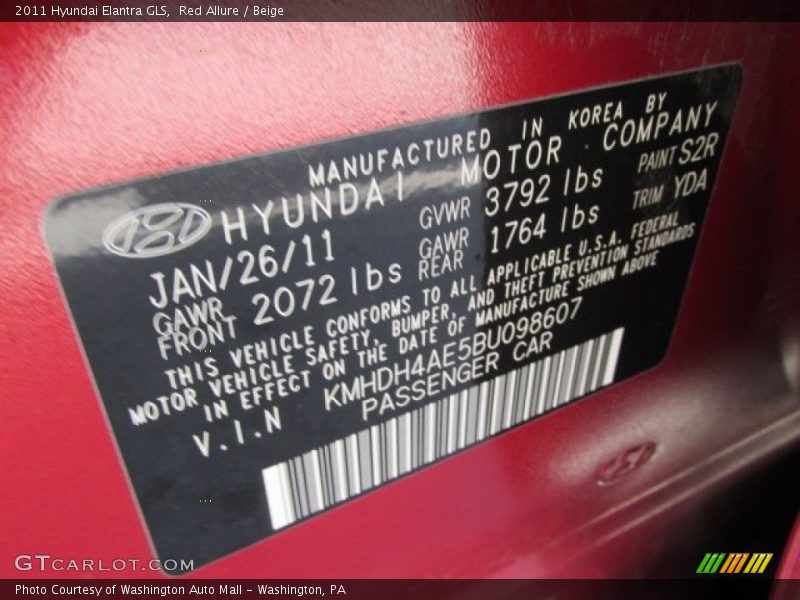 2011 Hyundai Elantra GLS, Red Allure / Beige
MANUFACTURED IN KOREA BY
HYUNDAI MOTOR COMPANY
JAN/26/11 GVWR 3792 lbs PAINT S2R
GAWR FRONT 2072 lbs GAWR REAR 1764 lbs TRIM YDA
THIS VEHICLE CONFORMS TO ALL APPLICABLE U.S.A. FEDERAL
MOTOR VEHICLE SAFETY, BUMPER, AND THEFT PREVENTION STANDARDS
IN EFFECT ON THE DATE OF MANUFACTURE SHOWN ABOVE
V.I.N KMHDH4AE5BU098607
PASSENGER CAR
GTCARLOT.COM
Photo Courtesy of Washington Auto Mall - Washington, PA